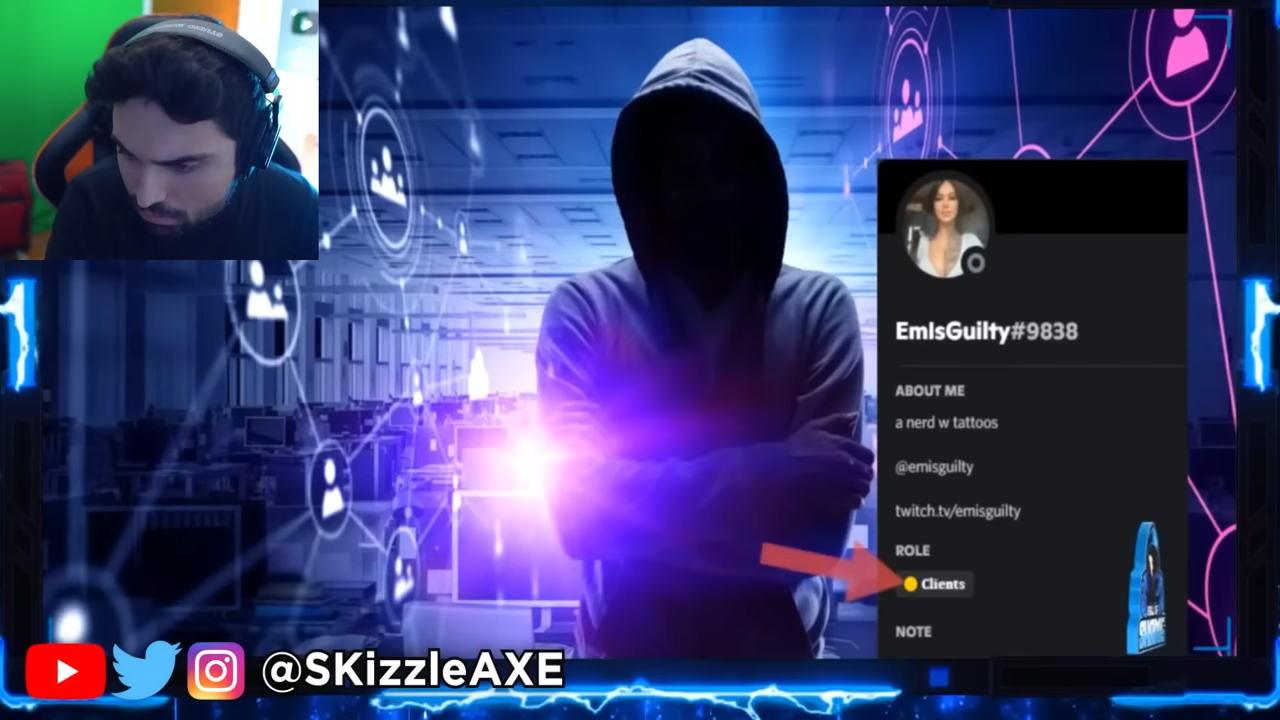 EmIsGuilty#9838
ABOUT ME
a nerd w tattoos
@emisguilty
twitch.tv/emisguilty
ROLE
Clients
NOTE
@SKizzleAXE